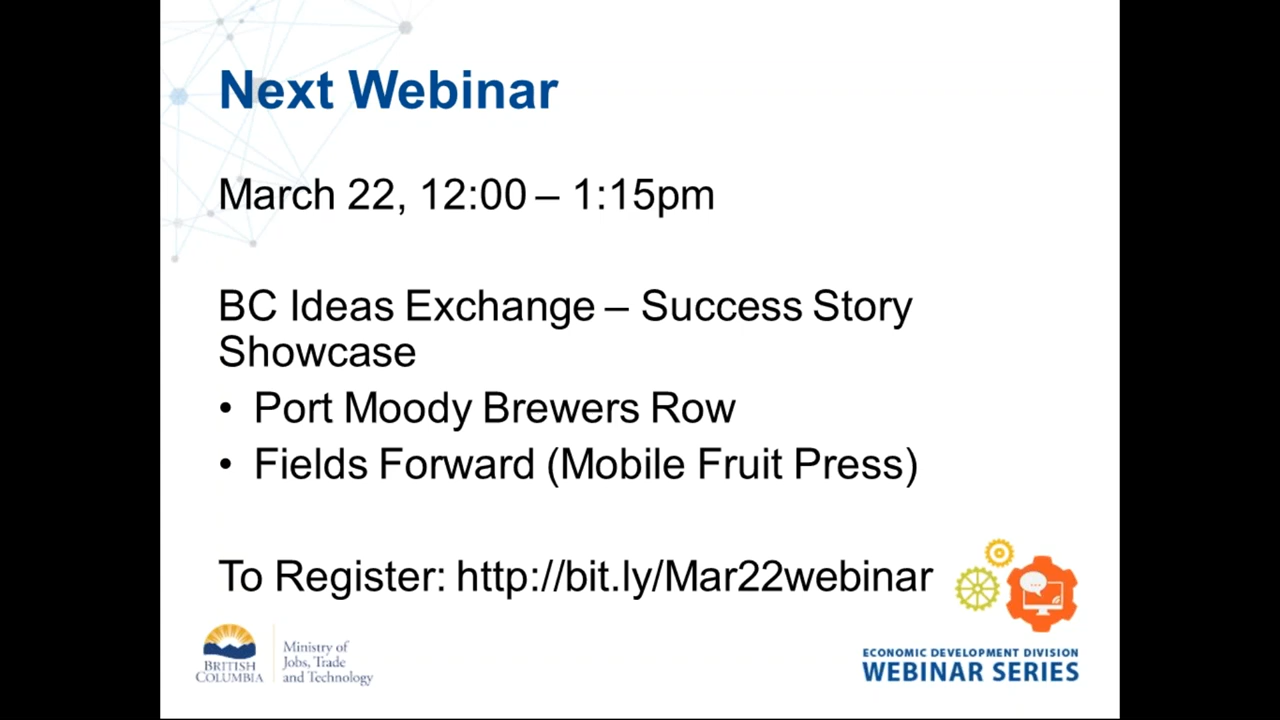 Next Webinar
March 22, 12:00 – 1:15pm
BC Ideas Exchange – Success Story
Showcase
• Port Moody Brewers Row
• Fields Forward (Mobile Fruit Press)
To Register: http://bit.ly/Mar22webinar
BRITISH
COLUMBIA
Ministry of
Jobs, Trade
and Technology
ECONOMIC DEVELOPMENT DIVISION
WEBINAR SERIES